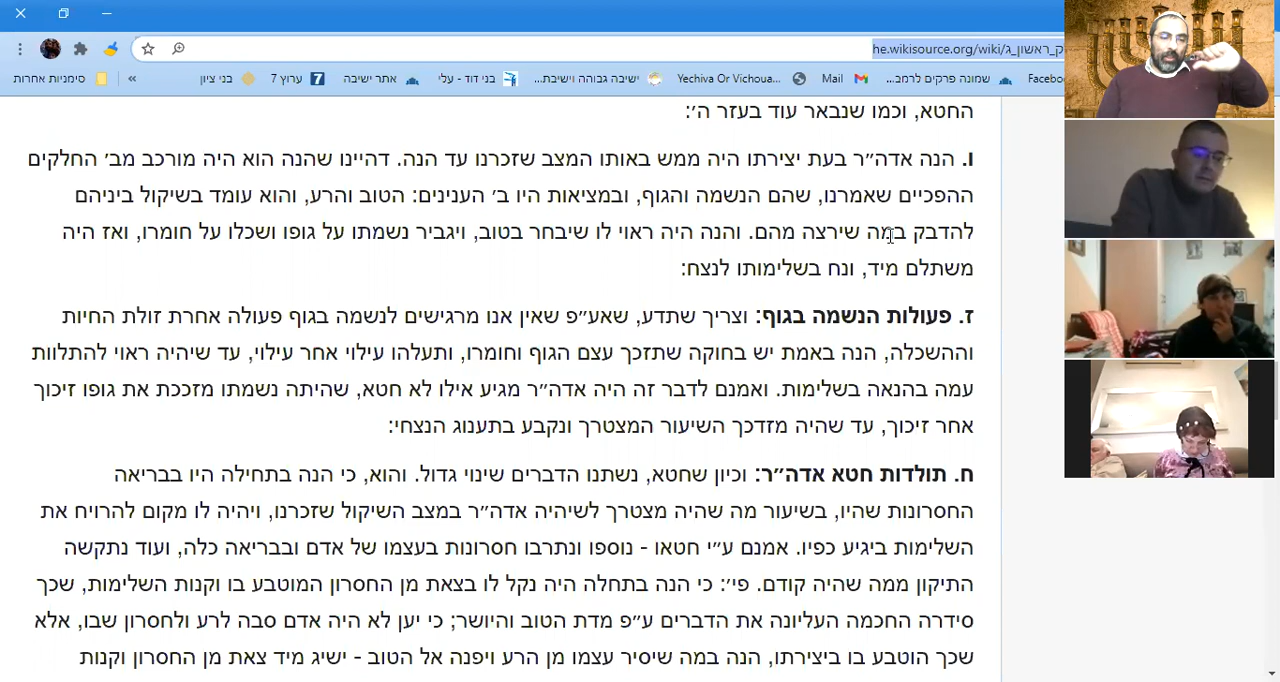 he.wikisource.org/wiki/ק_ראשון_ג
סימניות אחרות
»
בני ציון
ערוץ 7
אתר ישיבה
בני דוד - עלי
ישיבה גבוהה וישיבת...
Yechiva Or Vichoua...
Mail
שמונה פרקים לרמב...
Facebo
החטא, וכמו שנבאר עוד בעזר ה׳:
ו. הנה אדה״ר בעת יצירתו היה ממש באותו המצב שזכרנו עד הנה. דהיינו שהנה הוא היה מורכב מב׳ החלקים
ההפכיים שאמרנו, שהם הנשמה והגוף, ובמציאות היו ב׳ הענינים: הטוב והרע, והוא עומד בשיקול ביניהם
להדבק במה שירצה מהם. והנה היה ראוי לו שיבחר בטוב, ויגביר נשמתו על גופו ושכלו על חומרו, ואז היה
משתלם מיד, ונח בשלימותו לנצח:
ז. פעולות הנשמה בגוף: וצריך שתדע, שאע״פ שאין אנו מרגישים לנשמה בגוף פעולה אחרת זולת החיות
וההשכלה, הנה באמת יש בחוקה שתזכך עצם הגוף וחומרו, ותעלהו עילוי אחר עילוי, עד שיהיה ראוי להתלוות
עמה בהנאה בשלימות. ואמנם לדבר זה היה אדה״ר מגיע אילו לא חטא, שהיתה נשמתו מזככת את גופו זיכוך
אחר זיכוך, עד שהיה מזדכך השיעור המצטרך ונקבע בתענוג הנצחי:
ח. תולדות חטא אדה״ר: וכיון שחטא, נשתנו הדברים שינוי גדול. והוא, כי הנה בתחילה היו בבריאה
החסרונות שהיו, בשיעור מה שהיה מצטרך לשיהיה אדה״ר במצב השיקול שזכרנו, ויהיה לו מקום להרויח את
השלימות ביגיע כפיו. אמנם ע״י חטאו - נוספו ונתרבו חסרונות בעצמו של אדם ובבריאה כלה, ועוד נתקשה
התיקון ממה שהיה קודם. פי׳: כי הנה בתחלה היה נקל לו בצאת מן החסרון המוטבע בו וקנות השלימות, שכך
סידרה החכמה העליונה את הדברים ע״פ מדת הטוב והיושר; כי יען לא היה אדם סבה לרע ולחסרון שבו, אלא
שכך הוטבע בו ביצירתו, הנה במה שיסיר עצמו מן הרע ויפנה אל הטוב - ישיג מיד צאת מן החסרון וקנות